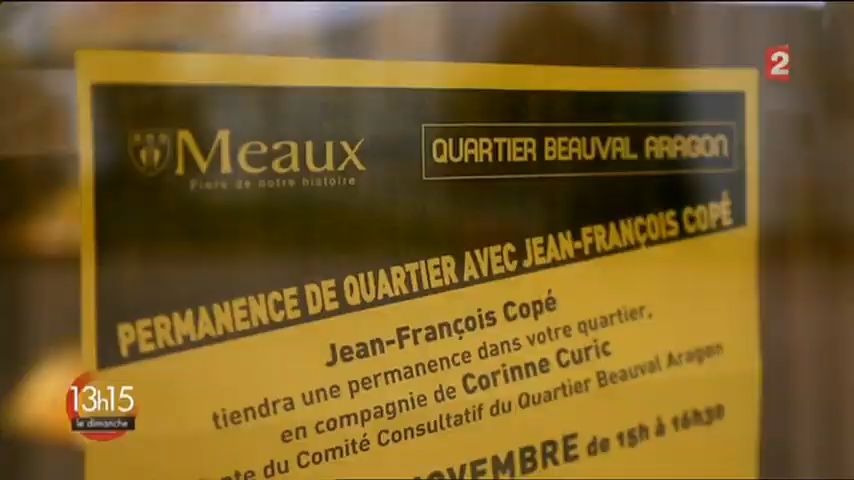 2
Meaux
Fiers de notre histoire
QUARTIER BEAUVAL ARAGON
PERMANENCE DE QUARTIER AVEC JEAN-FRANÇOIS COPÉ
Jean-François Copé
tiendra une permanence dans votre quartier,
en compagnie de Corinne Curic
du Comité Consultatif du Quartier Beauval Aragon
NOVEMBRE de 15h à 16h30
13h15
le dimanche